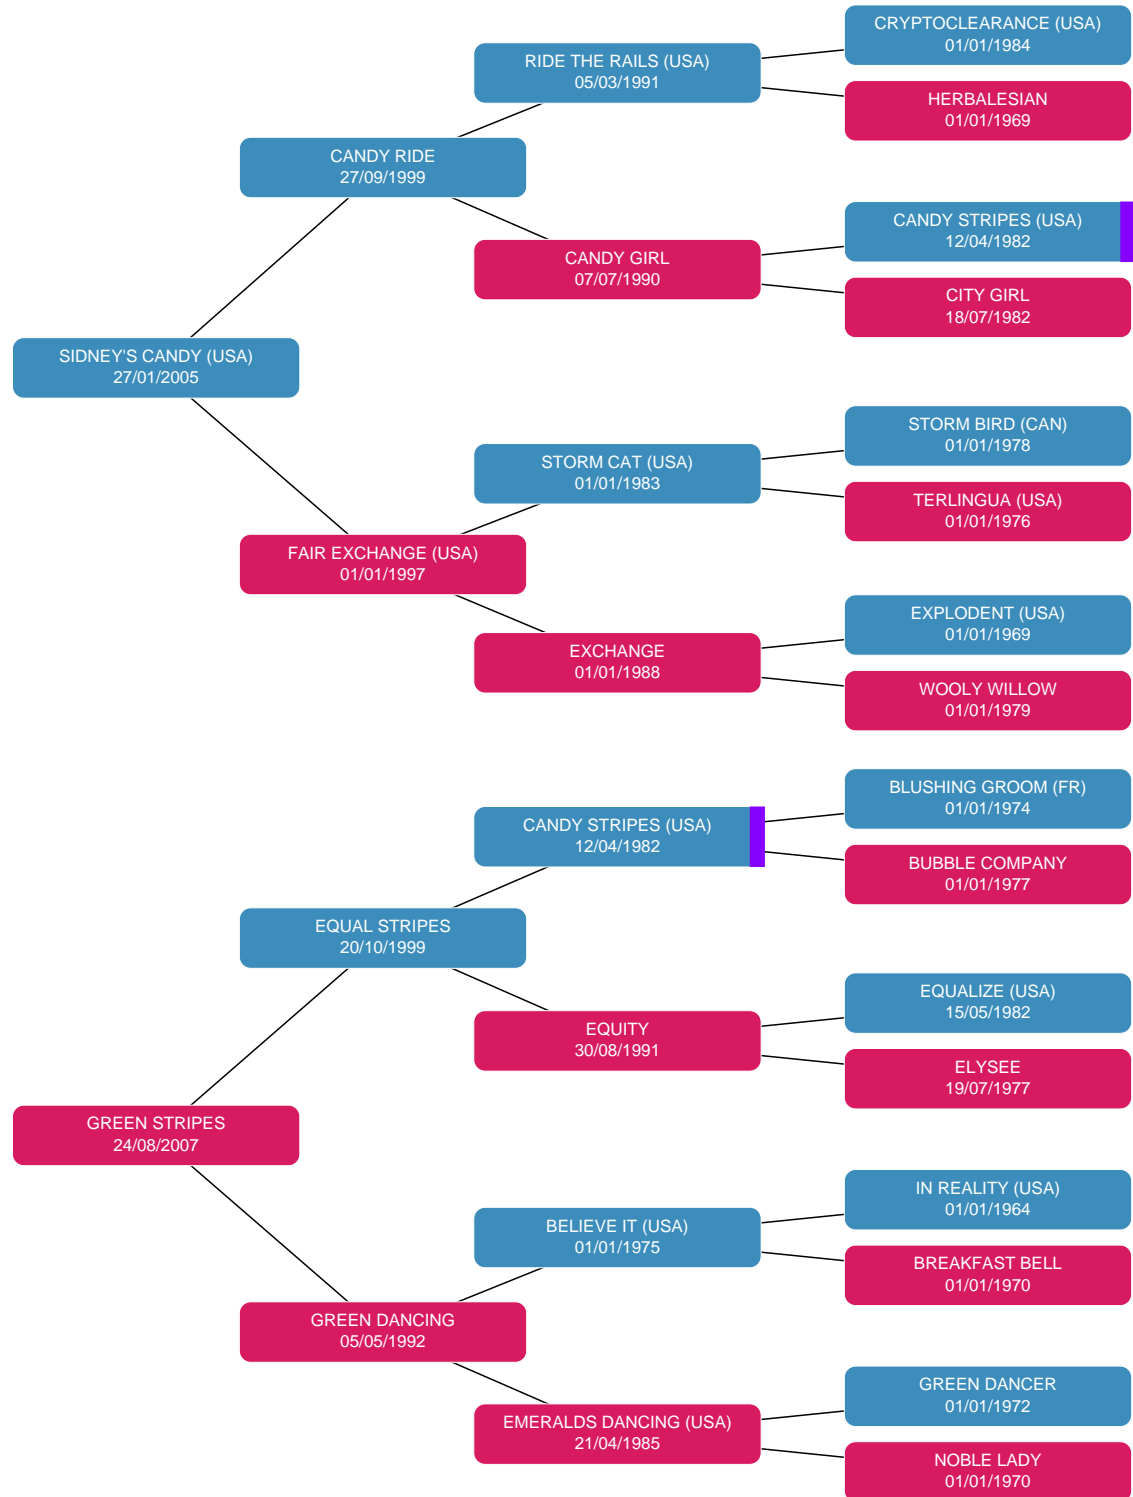 CRYPTOCLEARANCE (USA)
01/01/1984
RIDE THE RAILS (USA)
05/03/1991
HERBALESIAN
01/01/1969
CANDY RIDE
27/09/1999
CANDY STRIPES (USA)
12/04/1982
CANDY GIRL
07/07/1990
CITY GIRL
18/07/1982
SIDNEY'S CANDY (USA)
27/01/2005
STORM BIRD (CAN)
01/01/1978
STORM CAT (USA)
01/01/1983
TERLINGUA (USA)
01/01/1976
FAIR EXCHANGE (USA)
01/01/1997
EXPLODENT (USA)
01/01/1969
EXCHANGE
01/01/1988
WOOLY WILLOW
01/01/1979
BLUSHING GROOM (FR)
01/01/1974
CANDY STRIPES (USA)
12/04/1982
BUBBLE COMPANY
01/01/1977
EQUAL STRIPES
20/10/1999
EQUALIZE (USA)
15/05/1982
EQUITY
30/08/1991
ELYSEE
19/07/1977
GREEN STRIPES
24/08/2007
IN REALITY (USA)
01/01/1964
BELIEVE IT (USA)
01/01/1975
BREAKFAST BELL
01/01/1970
GREEN DANCING
05/05/1992
GREEN DANCER
01/01/1972
EMERALDS DANCING (USA)
21/04/1985
NOBLE LADY
01/01/1970